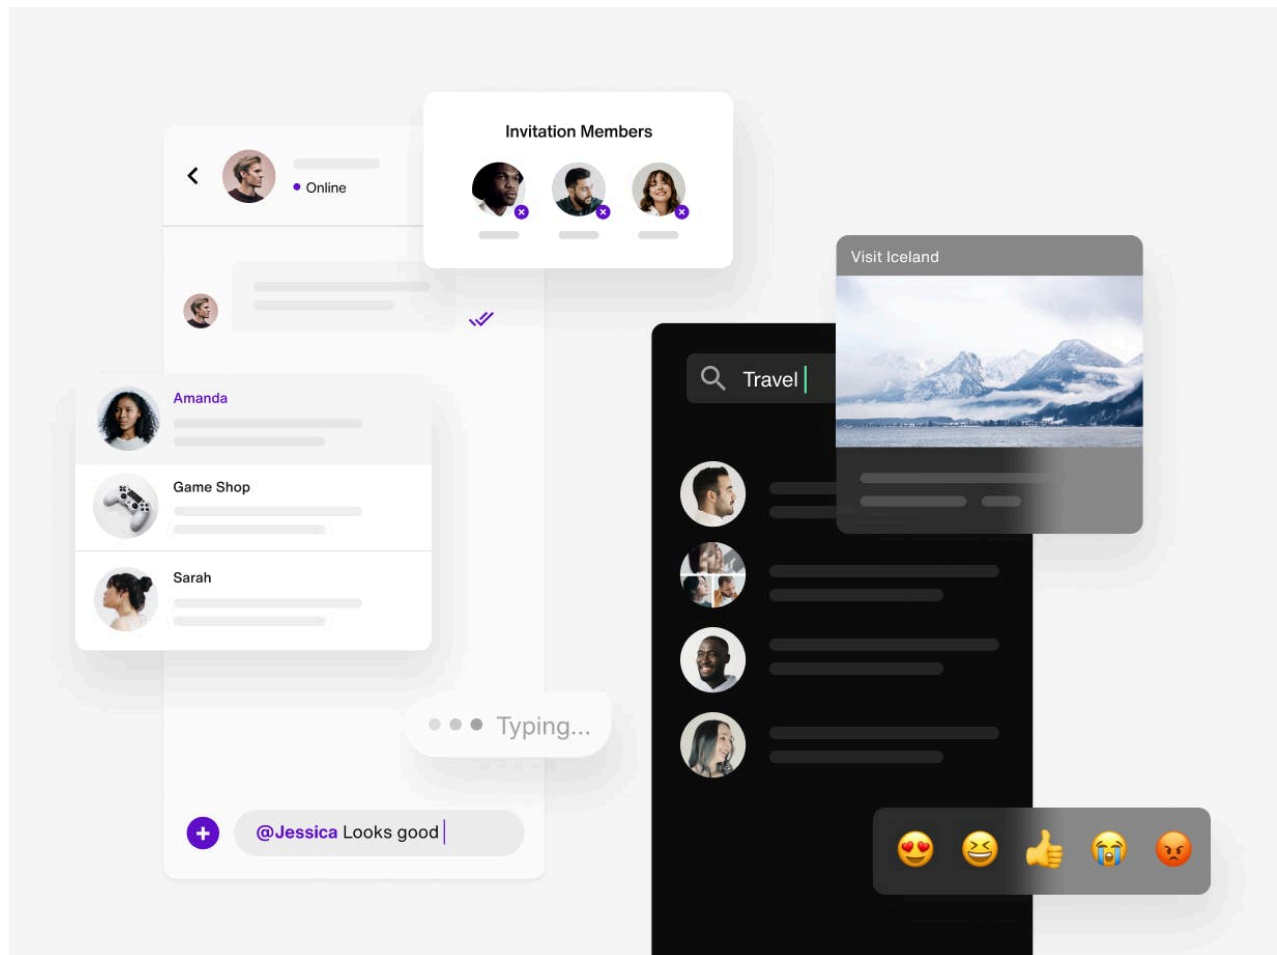 Invitation Members
Online
Visit Iceland
Travel
Amanda
Game Shop
Sarah
Typing...
@Jessica Looks good